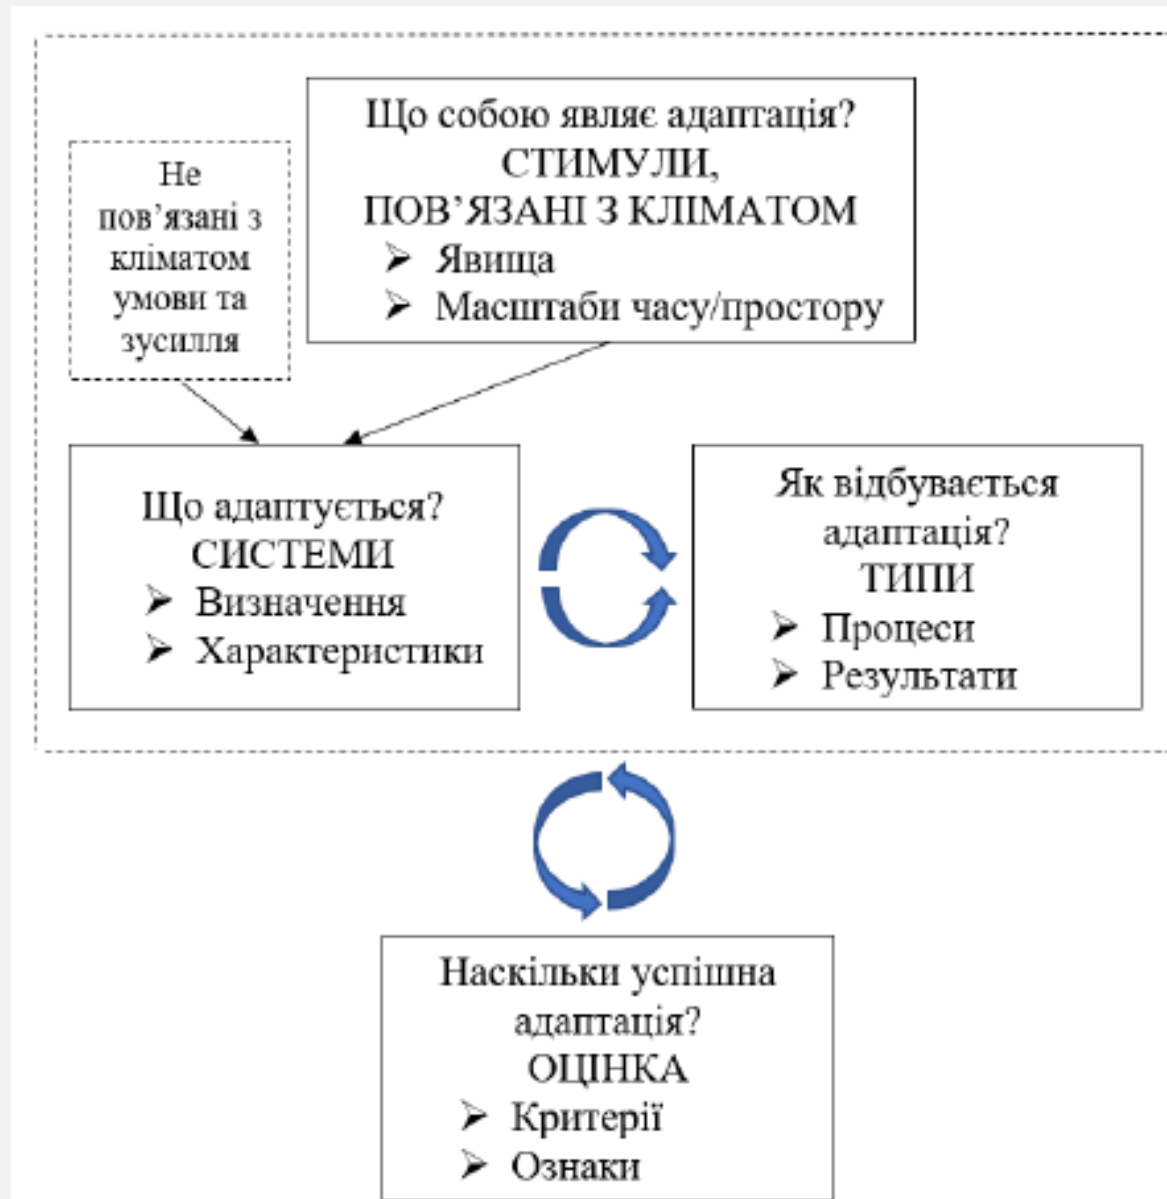 Що собою являє адаптація?
СТИМУЛИ,
ПОВ’ЯЗАНІ З КЛІМАТОМ
➢ Явища
➢ Масштаби часу/простору
Не
пов’язані з
кліматом
умови та
зусилля
Що адаптується?
СИСТЕМИ
➢ Визначення
➢ Характеристики
Як відбувається
адаптація?
ТИПИ
➢ Процеси
➢ Результати
Наскільки успішна
адаптація?
ОЦІНКА
➢ Критерії
➢ Ознаки